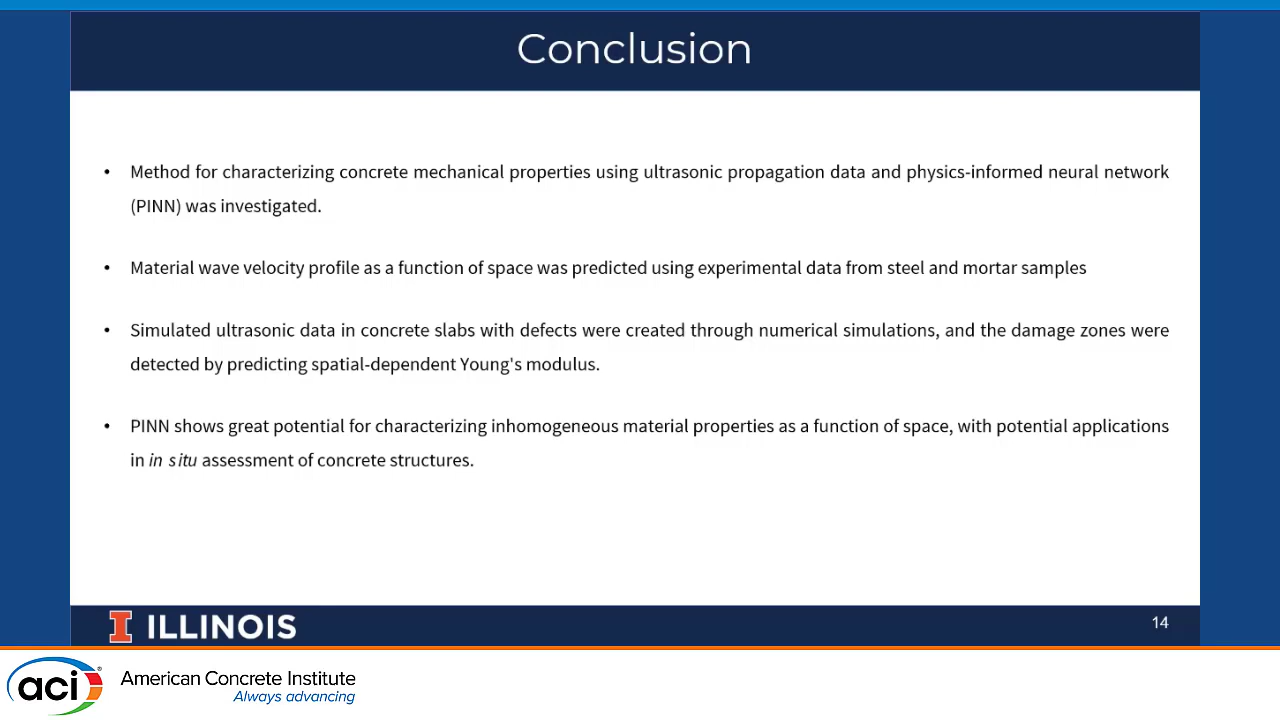 Conclusion
• Method for characterizing concrete mechanical properties using ultrasonic propagation data and physics-informed neural network
(PINN) was investigated.
• Material wave velocity profile as a function of space was predicted using experimental data from steel and mortar samples
• Simulated ultrasonic data in concrete slabs with defects were created through numerical simulations, and the damage zones were
detected by predicting spatial-dependent Young's modulus.
• PINN shows great potential for characterizing inhomogeneous material properties as a function of space, with potential applications
in in situ assessment of concrete structures.
I ILLINOIS
14
aci®
American Concrete Institute
Always advancing